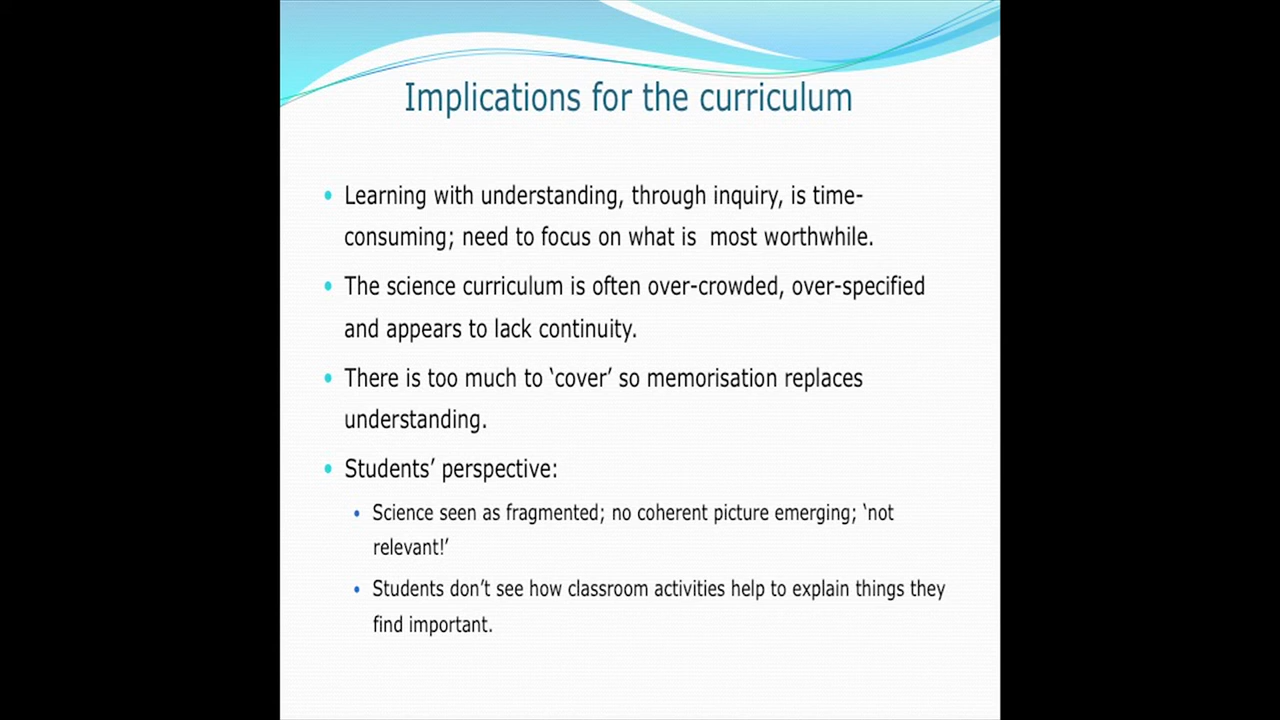 Implications for the curriculum
• Learning with understanding, through inquiry, is time-
consuming; need to focus on what is  most worthwhile.
• The science curriculum is often over-crowded, over-specified
and appears to lack continuity.
• There is too much to ‘cover’ so memorisation replaces
understanding.
• Students’ perspective:
• Science seen as fragmented; no coherent picture emerging; ‘not
relevant!’
• Students don’t see how classroom activities help to explain things they
find important.